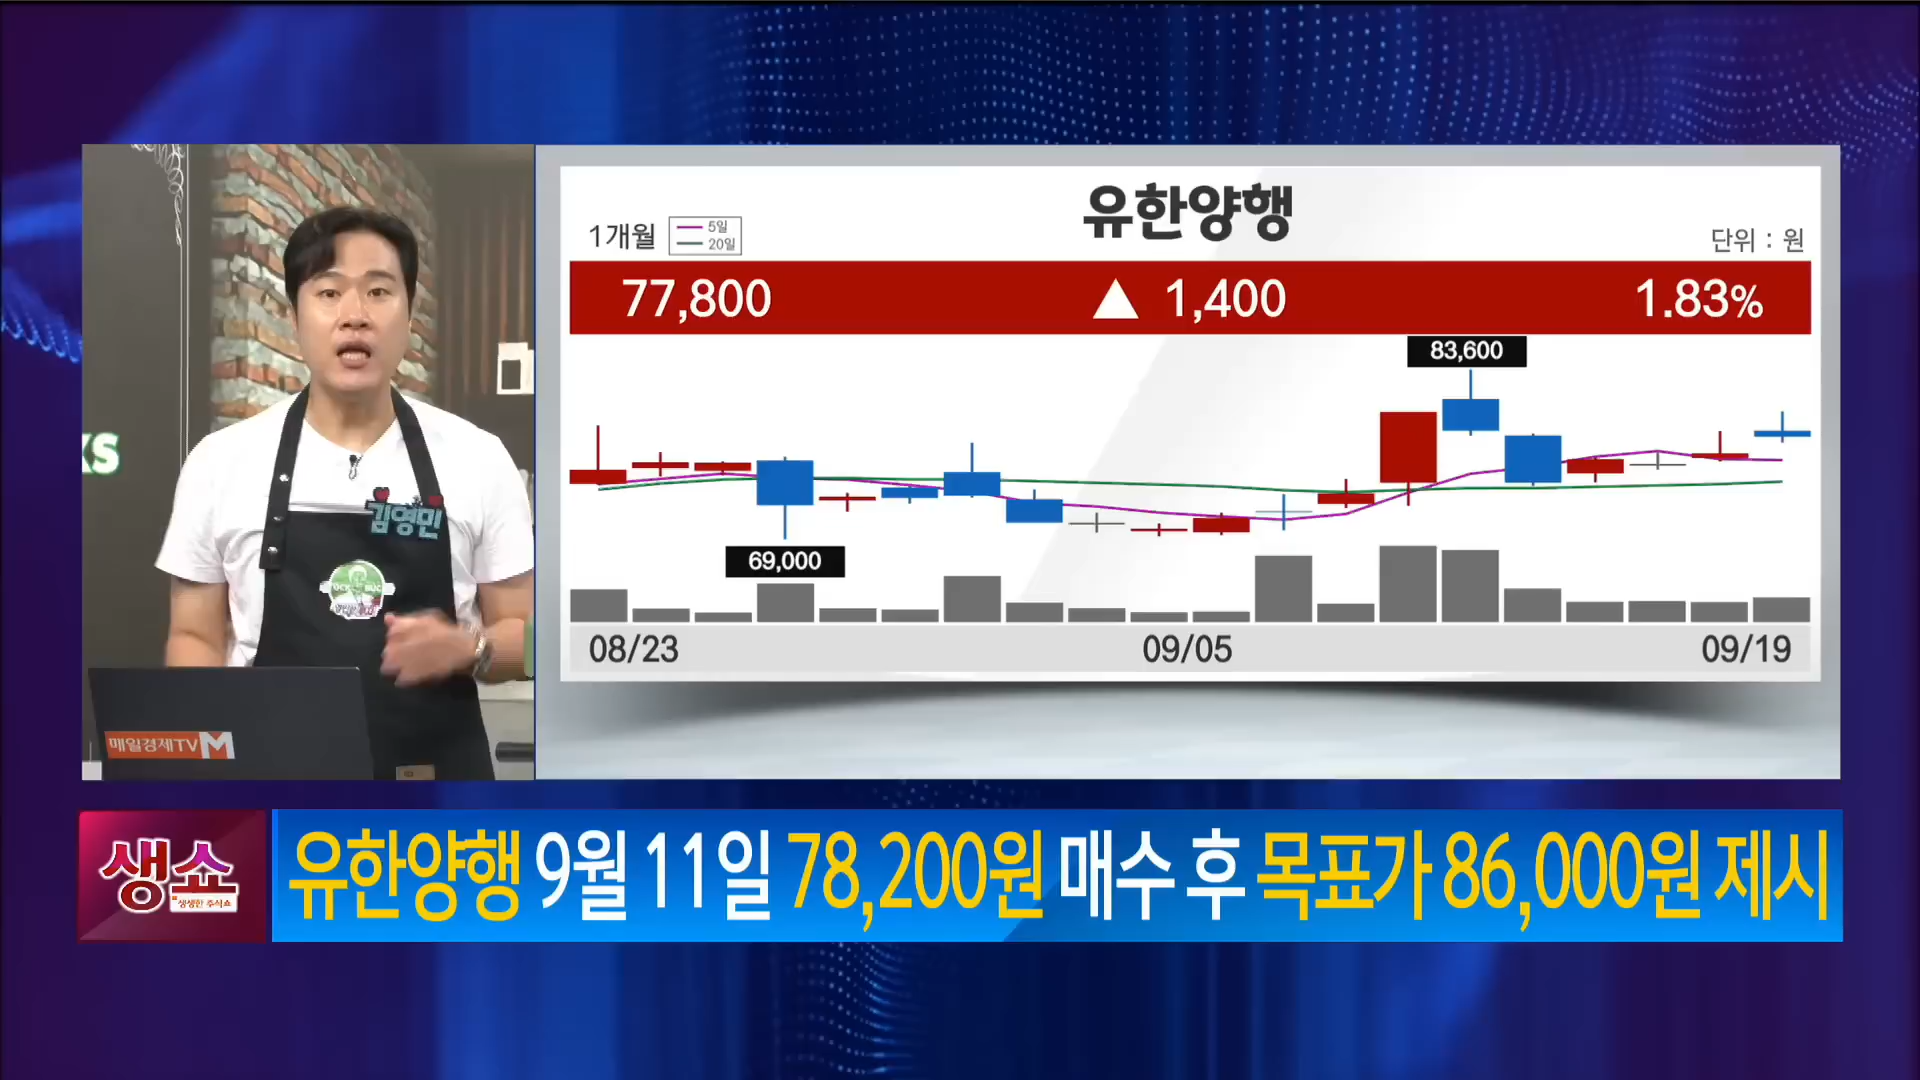 유한양행
1개월
5일
20일
단위 : 원
77,800 ▲ 1,400 1.83%
83,600
69,000
08/23 09/05 09/19
KS
김영민
매일경제TV M
생쇼
생생한 주식쇼
유한양행 9월 11일 78,200원 매수 후 목표가 86,000원 제시